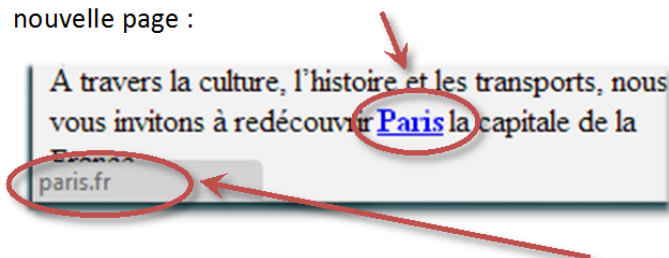 nouvelle page :
À travers la culture, l'histoire et les transports, nous
vous invitons à redécouvrir Paris la capitale de la
France
paris.fr